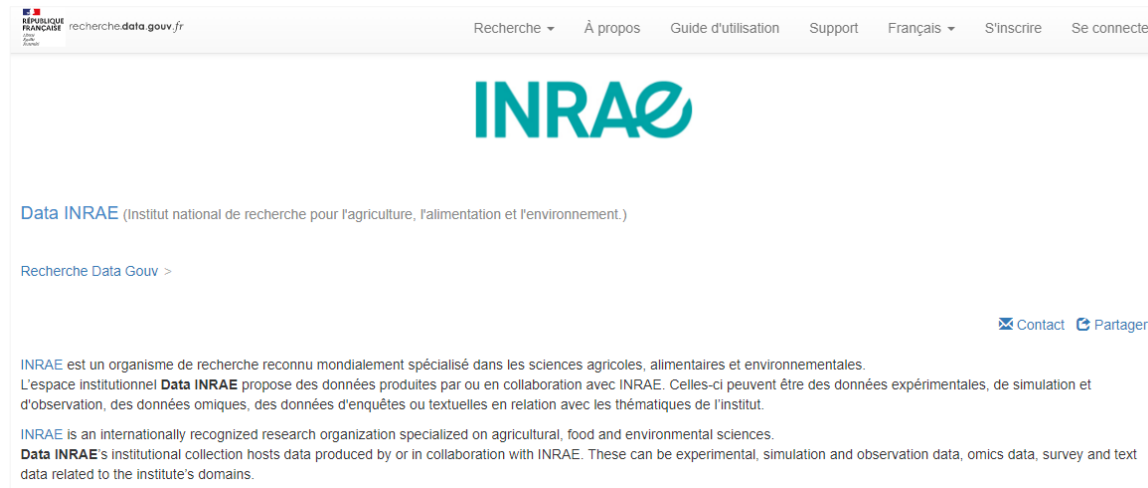 RÉPUBLIQUE
FRANÇAISE
recherche.data.gouv.fr
Recherche À propos Guide d'utilisation Support Français S'inscrire Se connecte
INRAE
Data INRAE (Institut national de recherche pour l'agriculture, l'alimentation et l'environnement.)
Recherche Data Gouv >
Contact Partager
INRAE est un organisme de recherche reconnu mondialement spécialisé dans les sciences agricoles, alimentaires et environnementales.
L'espace institutionnel Data INRAE propose des données produites par ou en collaboration avec INRAE. Celles-ci peuvent être des données expérimentales, de simulation et
d'observation, des données omiques, des données d'enquêtes ou textuelles en relation avec les thématiques de l'institut.
INRAE is an internationally recognized research organization specialized on agricultural, food and environmental sciences.
Data INRAE's institutional collection hosts data produced by or in collaboration with INRAE. These can be experimental, simulation and observation data, omics data, survey and text
data related to the institute's domains.